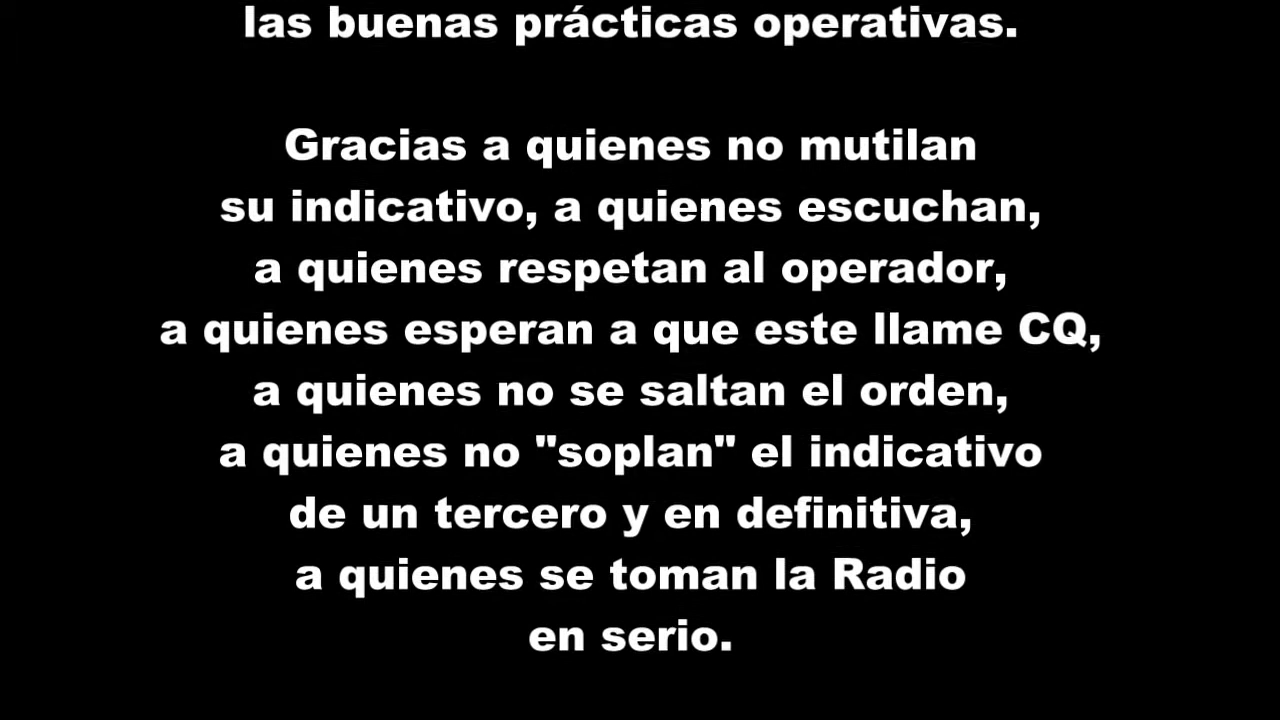 las buenas prácticas operativas.
Gracias a quienes no mutilan
su indicativo, a quienes escuchan,
a quienes respetan al operador,
a quienes esperan a que este llame CQ,
a quienes no se saltan el orden,
a quienes no "soplan" el indicativo
de un tercero y en definitiva,
a quienes se toman la Radio
en serio.